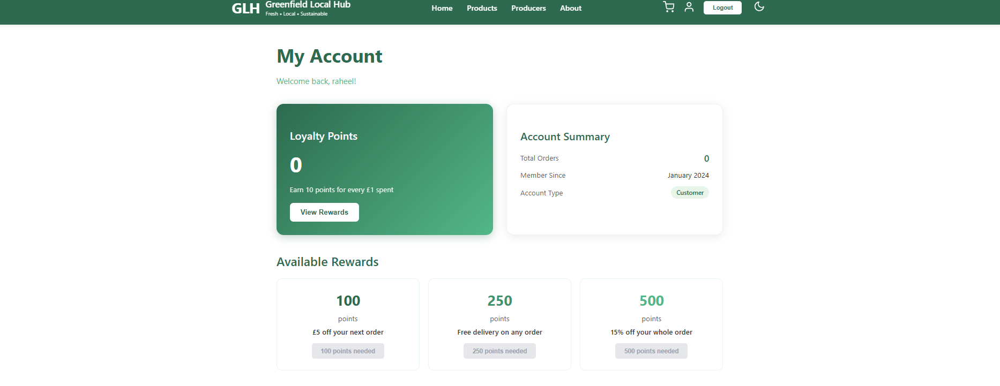 GLH
Greenfield Local Hub
Fresh • Local • Sustainable
Home
Products
Producers
About
Logout
My Account
Welcome back, raheel!
Loyalty Points
0
Earn 10 points for every £1 spent
View Rewards
Account Summary
Total Orders 0
Member Since January 2024
Account Type Customer
Available Rewards
100
points
£5 off your next order
100 points needed
250
points
Free delivery on any order
250 points needed
500
points
15% off your whole order
500 points needed